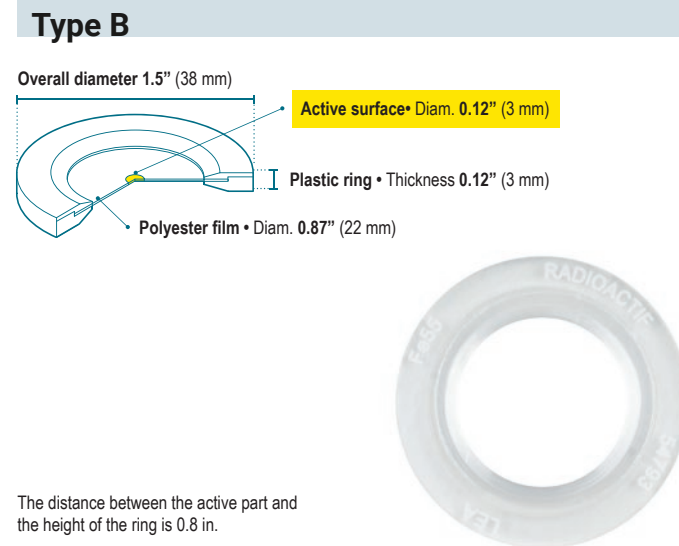 Type B
Overall diameter 1.5” (38 mm)
Active surface• Diam. 0.12” (3 mm)
Plastic ring • Thickness 0.12” (3 mm)
Polyester film • Diam. 0.87” (22 mm)
RADIOACTIF
Fe55
54793
LEA
The distance between the active part and
the height of the ring is 0.8 in.